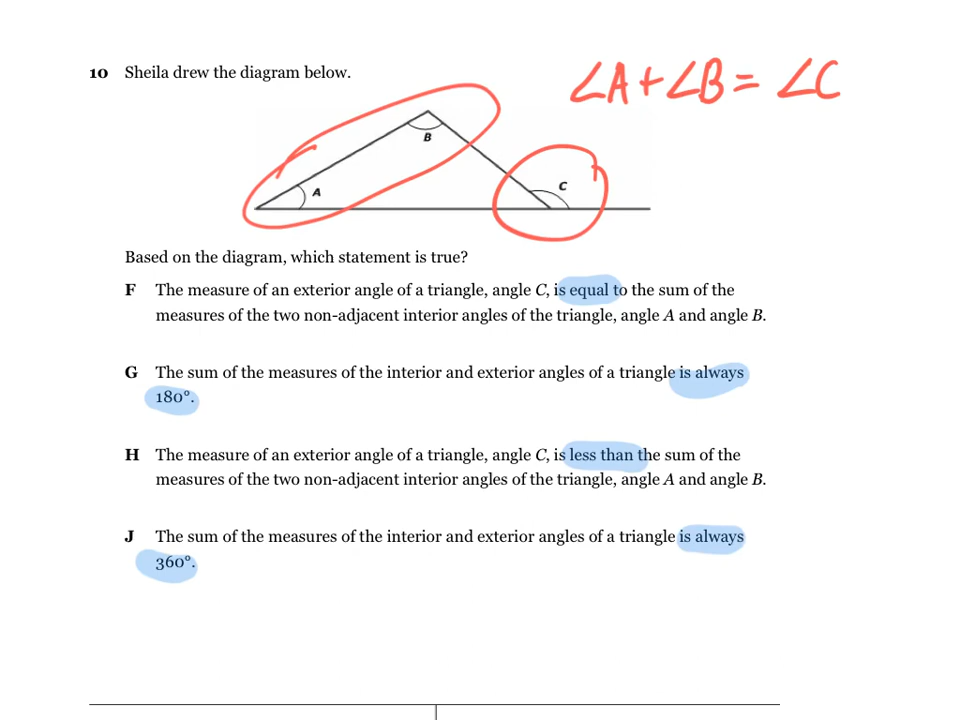 10 Sheila drew the diagram below.
∠A+∠B = ∠C
B
A
C
Based on the diagram, which statement is true?
F The measure of an exterior angle of a triangle, angle C, is equal to the sum of the
measures of the two non-adjacent interior angles of the triangle, angle A and angle B.
G The sum of the measures of the interior and exterior angles of a triangle is always
180°.
H The measure of an exterior angle of a triangle, angle C, is less than the sum of the
measures of the two non-adjacent interior angles of the triangle, angle A and angle B.
J The sum of the measures of the interior and exterior angles of a triangle is always
360°.